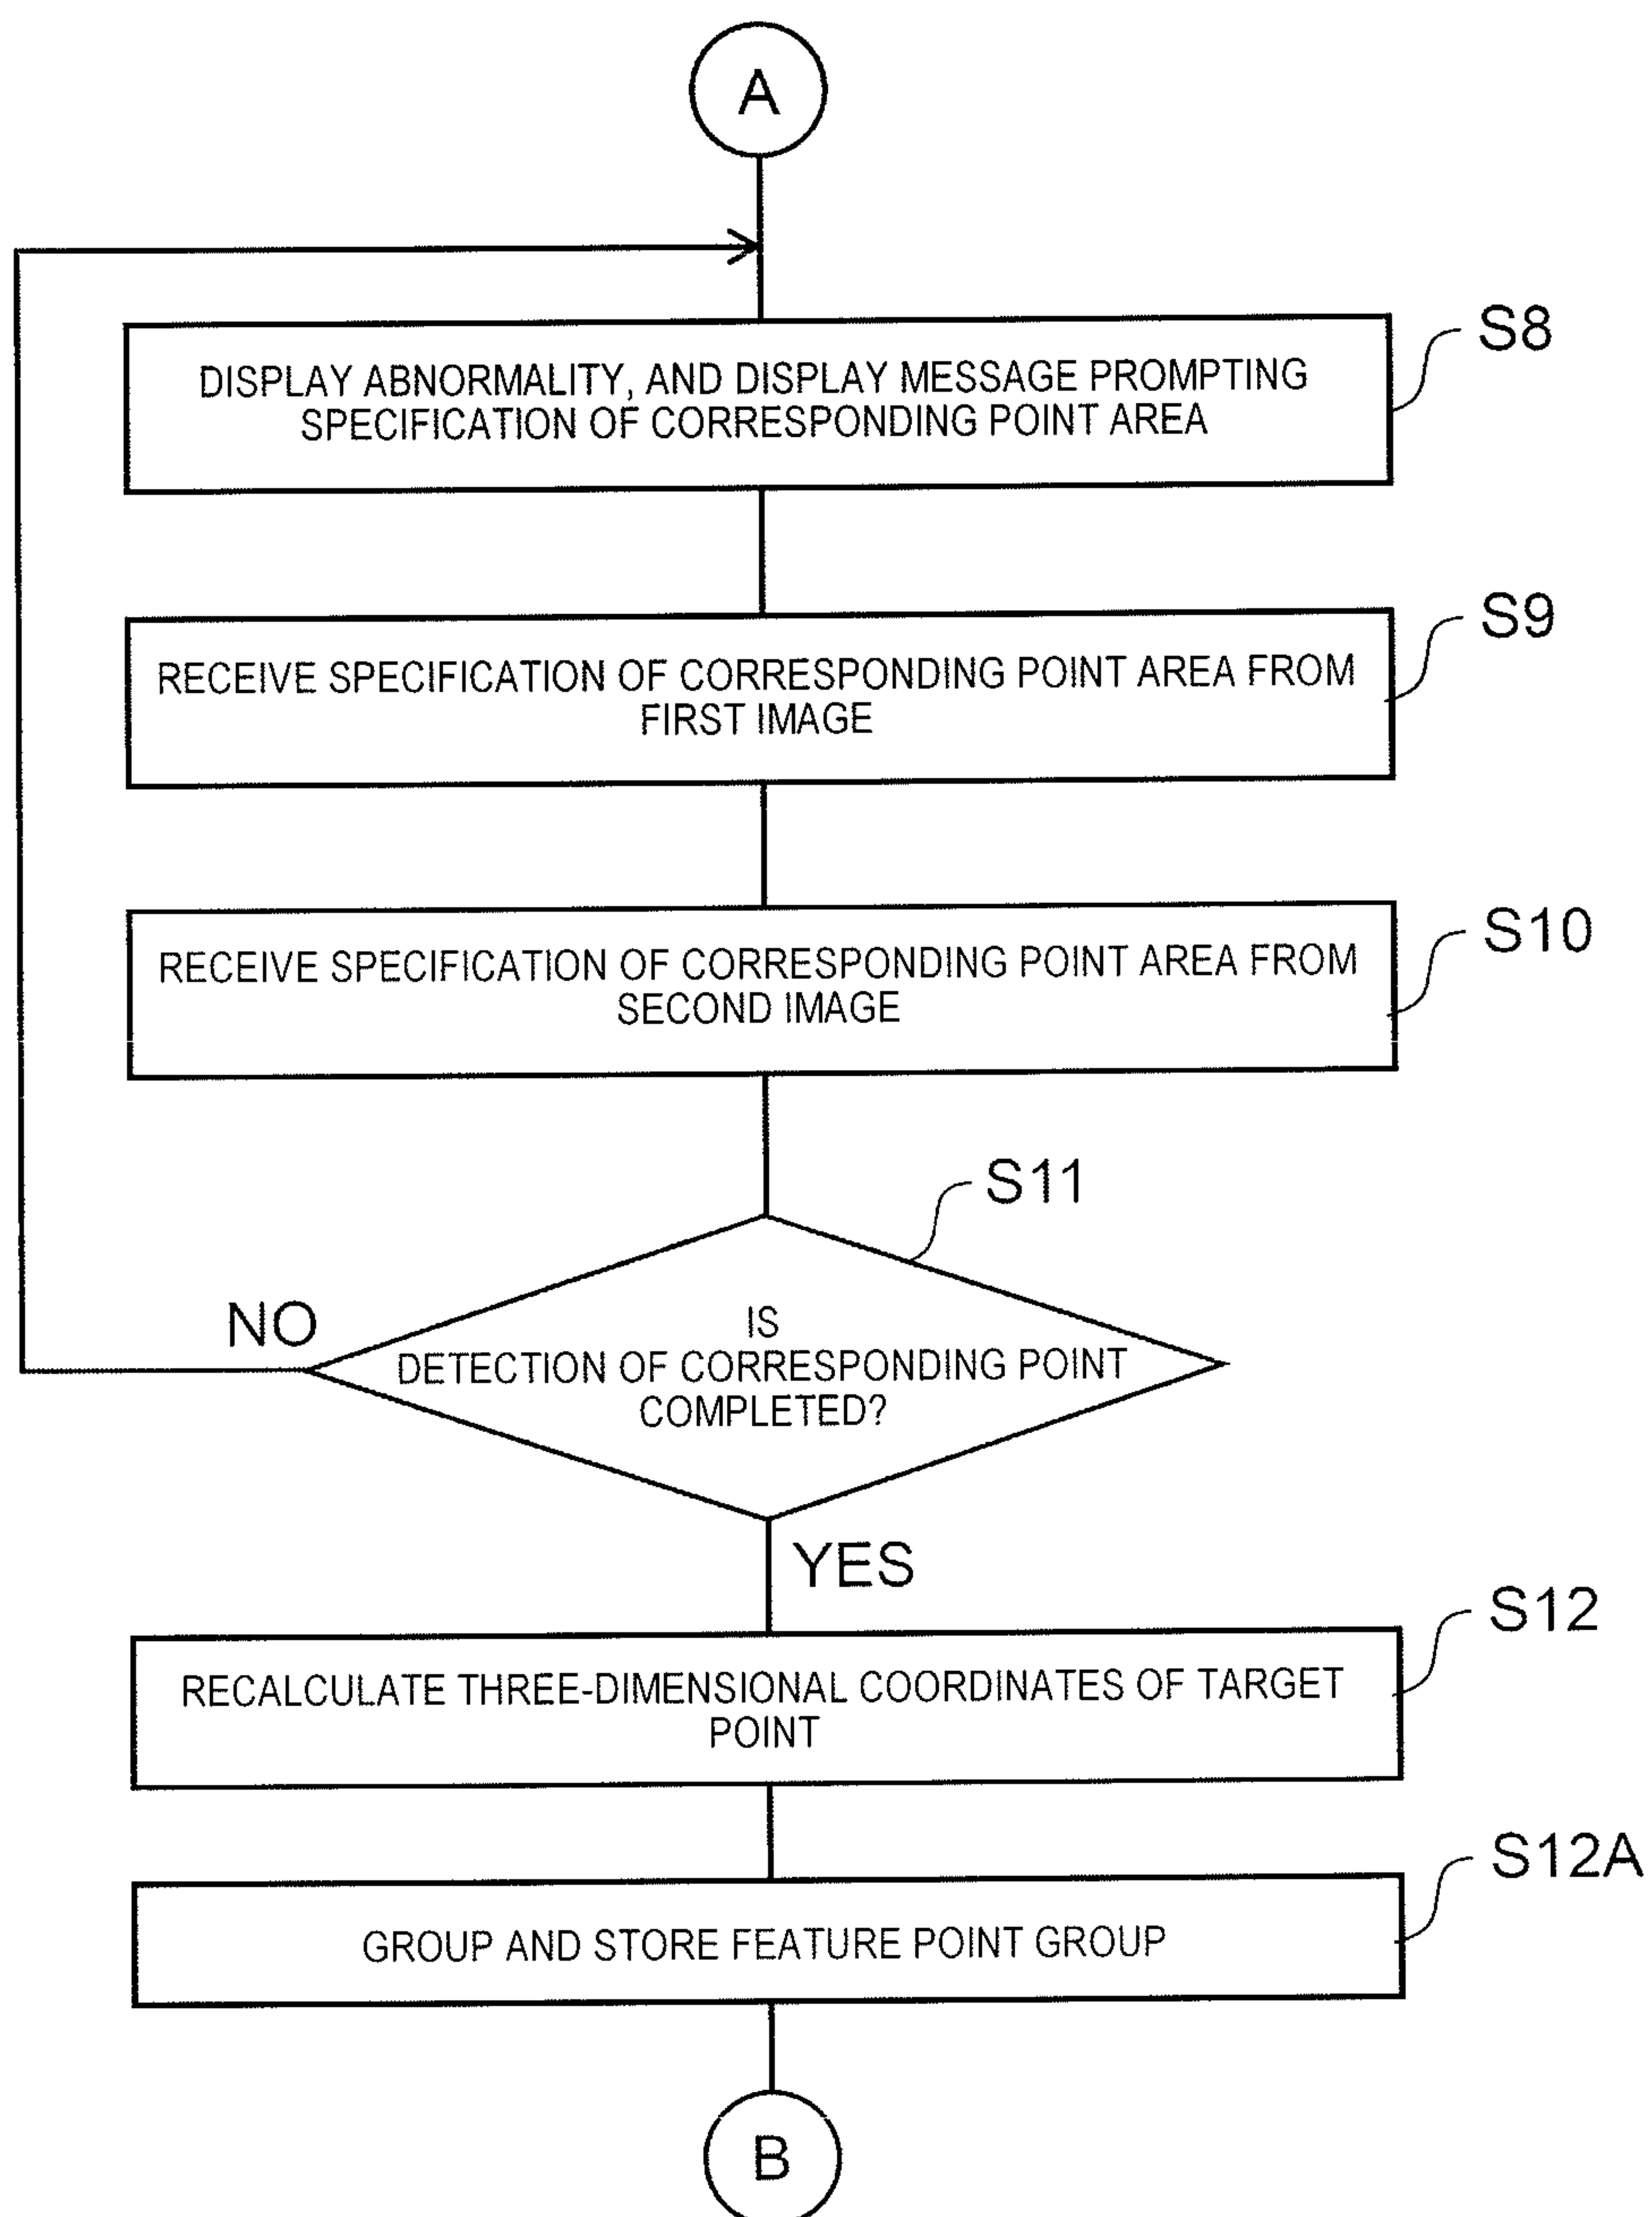 A
S8
DISPLAY ABNORMALITY, AND DISPLAY MESSAGE PROMPTING
SPECIFICATION OF CORRESPONDING POINT AREA
S9
RECEIVE SPECIFICATION OF CORRESPONDING POINT AREA FROM
FIRST IMAGE
S10
RECEIVE SPECIFICATION OF CORRESPONDING POINT AREA FROM
SECOND IMAGE
S11
NO
IS
DETECTION OF CORRESPONDING POINT
COMPLETED?
YES
S12
RECALCULATE THREE-DIMENSIONAL COORDINATES OF TARGET
POINT
S12A
GROUP AND STORE FEATURE POINT GROUP
B